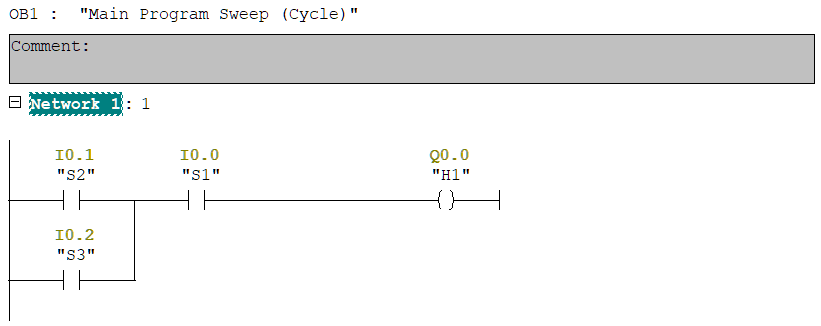 OB1 :  "Main Program Sweep (Cycle)"
Comment:
Network 1: 1
I0.1 I0.0 Q0.0
"S2" "S1" "H1"
I0.2
"S3"